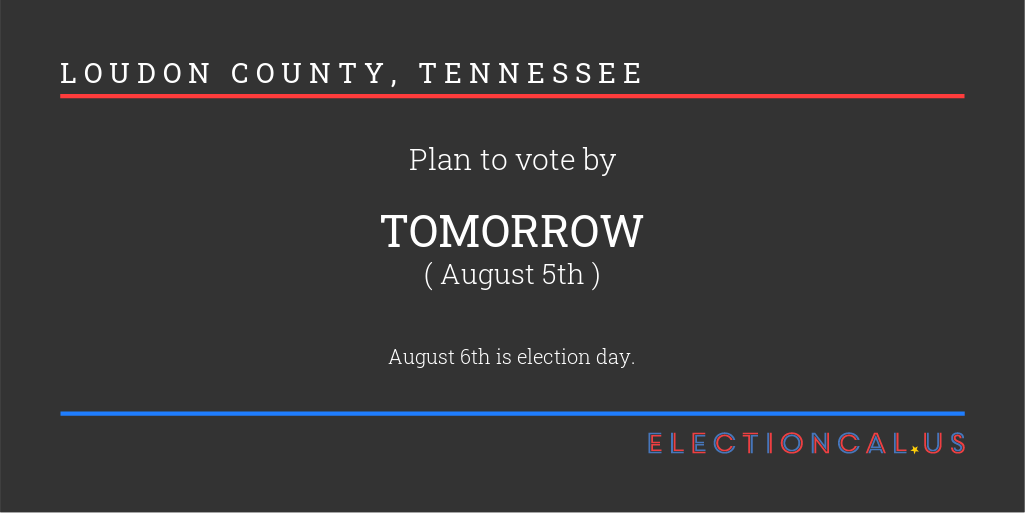 LOUDON COUNTY, TENNESSEE
Plan to vote by
TOMORROW
( August 5th )
August 6th is election day.
ELECTIONCAL.US